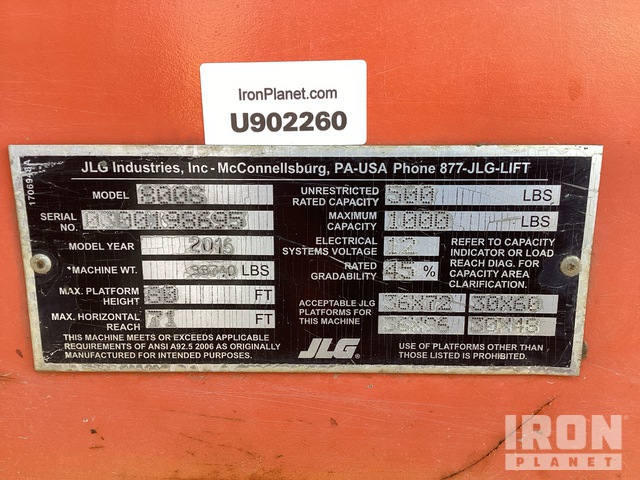 IronPlanet.com
U902260
JLG Industries, Inc - McConnellsburg, PA-USA Phone 877-JLG-LIFT
MODEL 800S
UNRESTRICTED RATED CAPACITY 500 LBS
SERIAL NO.
MAXIMUM CAPACITY 1000 LBS
MODEL YEAR 2015
ELECTRICAL SYSTEMS VOLTAGE 12
*MACHINE WT. LBS
RATED GRADABILITY 45 %
REFER TO CAPACITY
INDICATOR OR LOAD
REACH DIAG. FOR
CAPACITY AREA
CLARIFICATION.
MAX. PLATFORM HEIGHT 80 FT
MAX. HORIZONTAL REACH 71 FT
ACCEPTABLE JLG
PLATFORMS FOR
THIS MACHINE
36X72 30X60
36X96 30X48
THIS MACHINE MEETS OR EXCEEDS APPLICABLE
REQUIREMENTS OF ANSI A92.5 2006 AS ORIGINALLY
MANUFACTURED FOR INTENDED PURPOSES.
JLG
USE OF PLATFORMS OTHER THAN
THOSE LISTED IS PROHIBITED.
IRON
PLANET